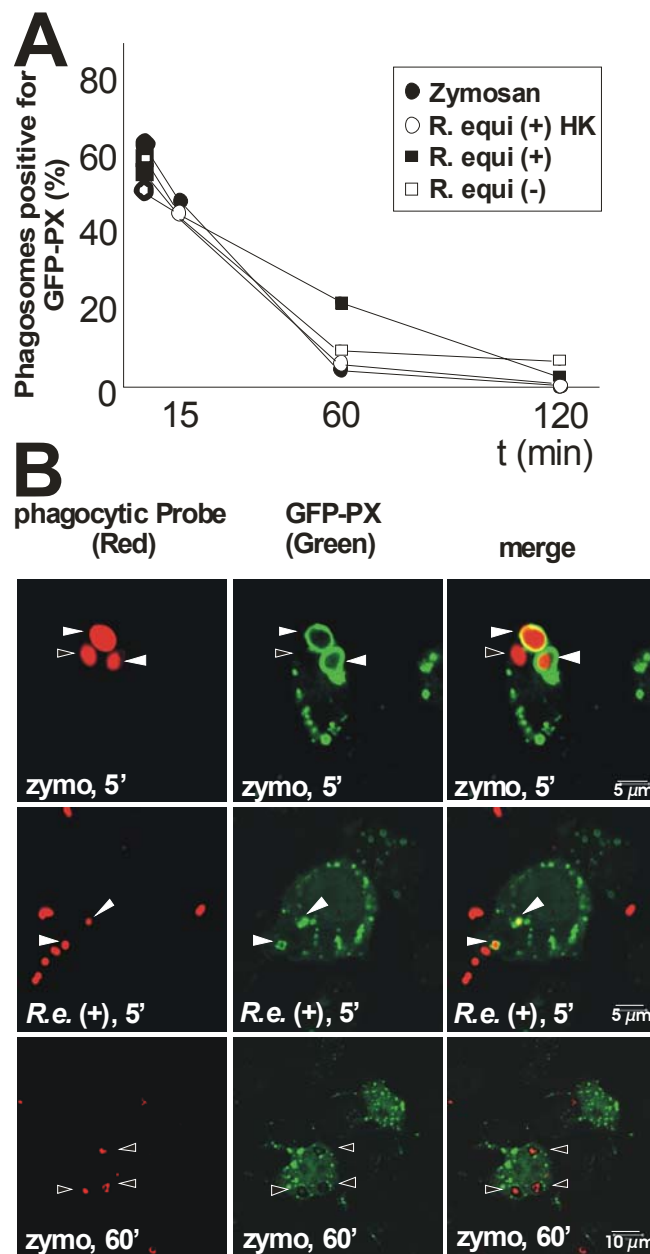 A
Phagosomes positive for
GFP-PX (%)
80
60
40
20
0
15
60
120
t (min)
Zymosan
R. equi (+) HK
R. equi (+)
R. equi (-)
B
phagocytic Probe
(Red)
GFP-PX
(Green)
merge
zymo, 5’
zymo, 5’
zymo, 5’
5 µm
R.e. (+), 5’
R.e. (+), 5’
R.e. (+), 5’
5 µm
zymo, 60’
zymo, 60’
zymo, 60’
10 µm